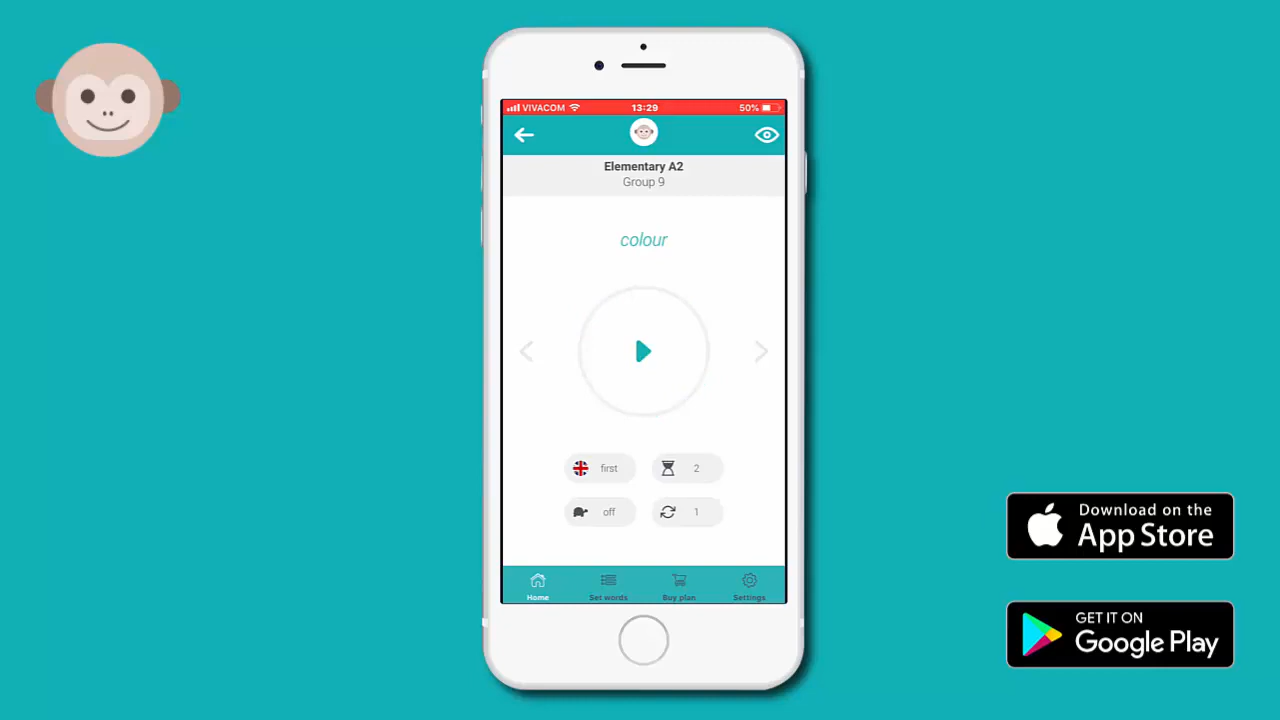 VIVACOM 13:29 50%
Elementary A2
Group 9
colour
first 2
off 1
Home Set words Buy plan Settings
Download on the
App Store
GET IT ON
Google Play